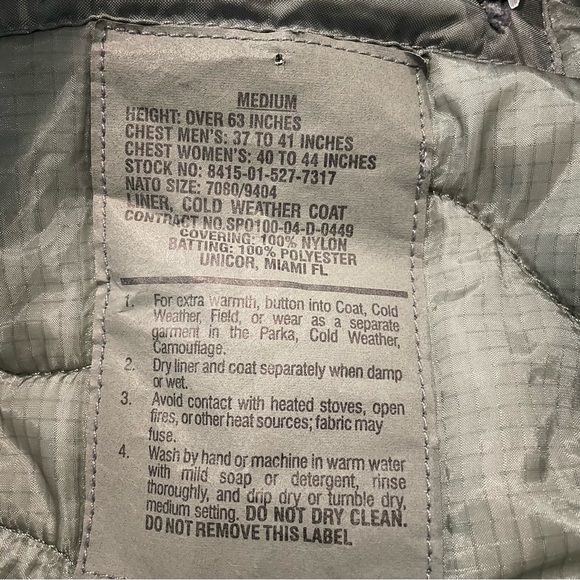 MEDIUM
HEIGHT: OVER 63 INCHES
CHEST MEN'S: 37 TO 41 INCHES
CHEST WOMEN'S: 40 TO 44 INCHES
STOCK NO: 8415-01-527-7317
NATO SIZE: 7080/9404
LINER, COLD WEATHER COAT
CONTRACT NO.SPO100-04-D-0449
COVERING: 100% NYLON
BATTING: 100% POLYESTER
UNICOR, MIAMI FL
1. For extra warmth, button into Coat, Cold
Weather, Field, or wear as a separate
garment in the Parka, Cold Weather,
Camouflage.
2. Dry liner and coat separately when damp
or wet.
3. Avoid contact with heated stoves, open
fires, or other heat sources; fabric may
fuse.
4. Wash by hand or machine in warm water
with mild soap or detergent, rinse
thoroughly, and drip dry or tumble dry,
medium setting. DO NOT DRY CLEAN.
DO NOT REMOVE THIS LABEL